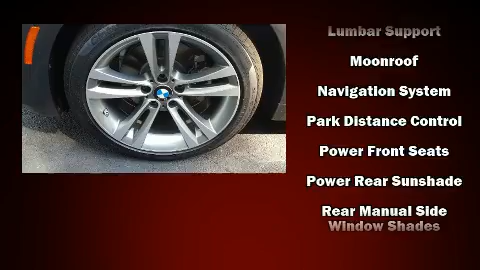 Lumbar Support
Moonroof
Navigation System
Park Distance Control
Power Front Seats
Power Rear Sunshade
Rear Manual Side
Window Shades